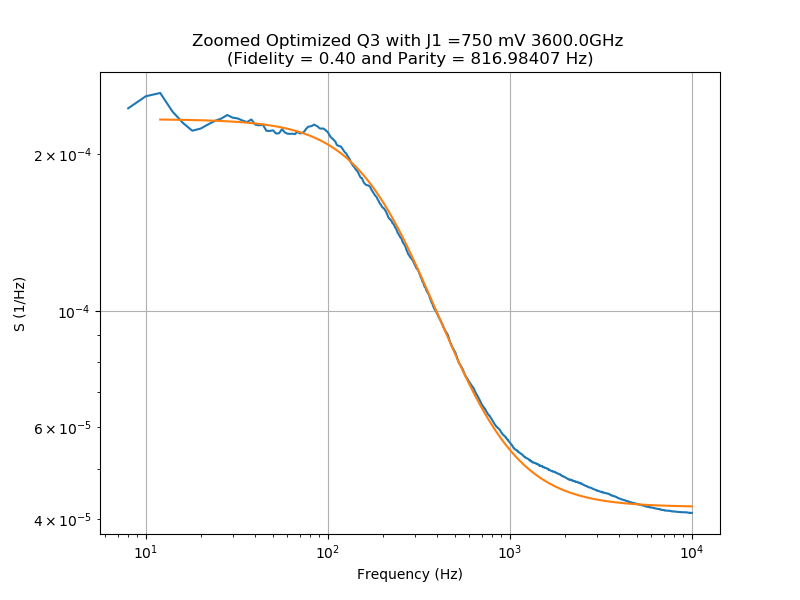 Zoomed Optimized Q3 with J1 =750 mV 3600.0GHz
(Fidelity = 0.40 and Parity = 816.98407 Hz)
S (1/Hz)
2 × 10⁻⁴
10⁻⁴
6 × 10⁻⁵
4 × 10⁻⁵
10¹ 10² 10³ 10⁴
Frequency (Hz)